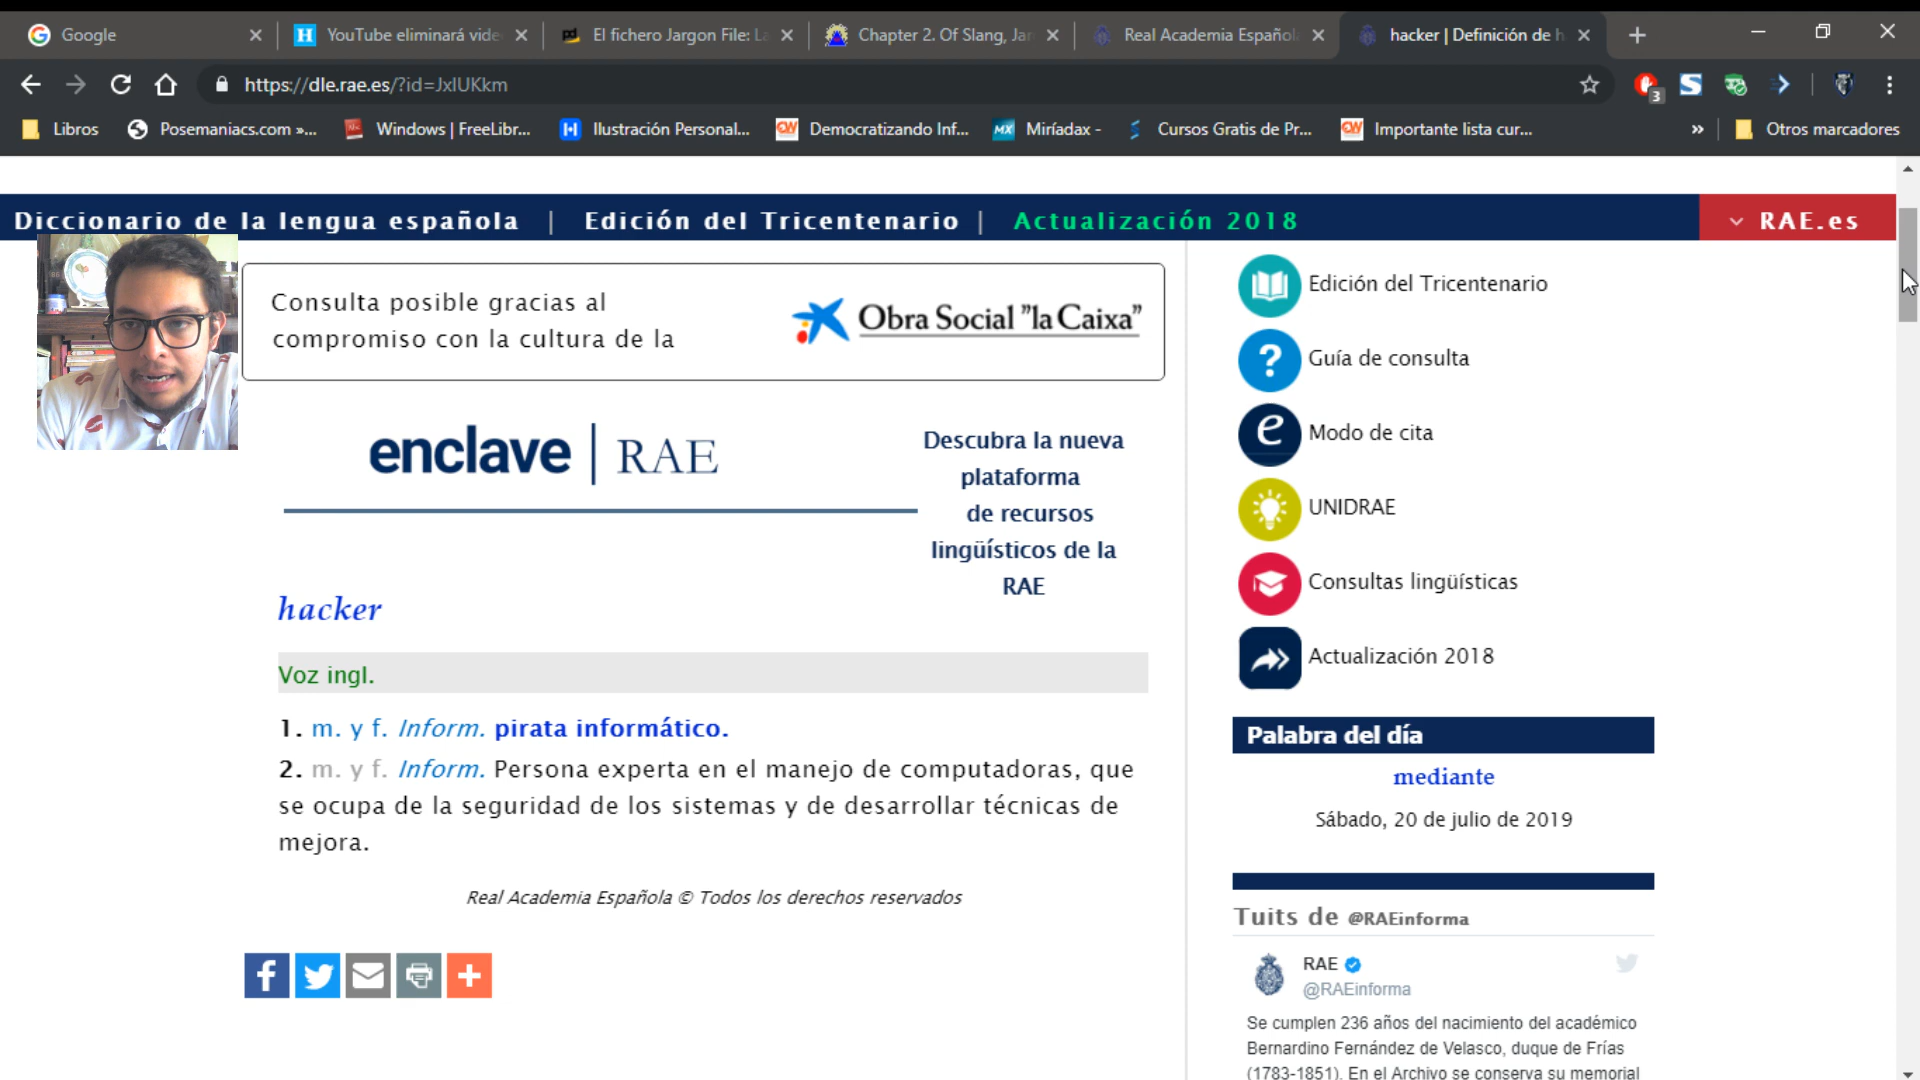 Google
YouTube eliminará vide
El fichero Jargon File: La
Chapter 2. Of Slang, Jar
Real Academia Española
hacker | Definición de h
https://dle.rae.es/?id=JxlUKkm
3
Libros
Posemaniacs.com »...
Windows | FreeLibr...
Ilustración Personal...
Democratizando Inf...
Miríadax -
Cursos Gratis de Pr...
Importante lista cur...
»
Otros marcadores
Diccionario de la lengua española | Edición del Tricentenario | Actualización 2018
RAE.es
Consulta posible gracias al
compromiso con la cultura de la
Obra Social "la Caixa"
enclave | RAE
Descubra la nueva
plataforma
de recursos
lingüísticos de la
RAE
hacker
Voz ingl.
1. m. y f. Inform. pirata informático.
2. m. y f. Inform. Persona experta en el manejo de computadoras, que
se ocupa de la seguridad de los sistemas y de desarrollar técnicas de
mejora.
Real Academia Española © Todos los derechos reservados
Edición del Tricentenario
Guía de consulta
Modo de cita
UNIDRAE
Consultas lingüísticas
Actualización 2018
Palabra del día
mediante
Sábado, 20 de julio de 2019
Tuits de @RAEinforma
RAE
@RAEinforma
Se cumplen 236 años del nacimiento del académico
Bernardino Fernández de Velasco, duque de Frías
(1783-1851). En el Archivo se conserva su memorial